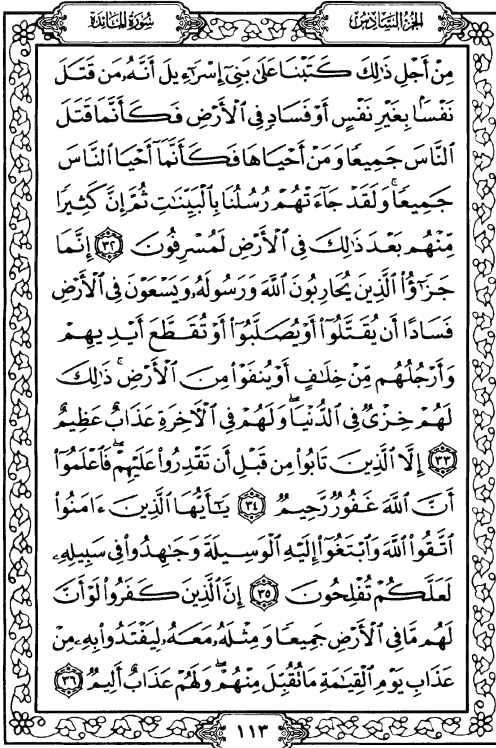 الجزء السادس
سورة المائدة
مِنْ أَجْلِ ذَٰلِكَ كَتَبْنَا عَلَىٰ بَنِىٓ إِسْرَٰٓءِيلَ أَنَّهُۥ مَن قَتَلَ
نَفْسًۢا بِغَيْرِ نَفْسٍ أَوْ فَسَادٍ فِى ٱلْأَرْضِ فَكَأَنَّمَا قَتَلَ
ٱلنَّاسَ جَمِيعًا وَمَنْ أَحْيَاهَا فَكَأَنَّمَآ أَحْيَا ٱلنَّاسَ
جَمِيعًا ۚ وَلَقَدْ جَآءَتْهُمْ رُسُلُنَا بِٱلْبَيِّنَٰتِ ثُمَّ إِنَّ كَثِيرًا
مِّنْهُم بَعْدَ ذَٰلِكَ فِى ٱلْأَرْضِ لَمُسْرِفُونَ ٣٢ إِنَّمَا
جَزَٰٓؤُا۟ ٱلَّذِينَ يُحَارِبُونَ ٱللَّهَ وَرَسُولَهُۥ وَيَسْعَوْنَ فِى ٱلْأَرْضِ
فَسَادًا أَن يُقَتَّلُوٓا۟ أَوْ يُصَلَّبُوٓا۟ أَوْ تُقَطَّعَ أَيْدِيهِمْ
وَأَرْجُلُهُم مِّنْ خِلَٰفٍ أَوْ يُنفَوْا۟ مِنَ ٱلْأَرْضِ ۚ ذَٰلِكَ
لَهُمْ خِزْىٌ فِى ٱلدُّنْيَا ۖ وَلَهُمْ فِى ٱلْءَاخِرَةِ عَذَابٌ عَظِيمٌ
٣٣ إِلَّا ٱلَّذِينَ تَابُوا۟ مِن قَبْلِ أَن تَقْدِرُوا۟ عَلَيْهِمْ ۖ فَٱعْلَمُوٓا۟
أَنَّ ٱللَّهَ غَفُورٌ رَّحِيمٌ ٣٤ يَٰٓأَيُّهَا ٱلَّذِينَ ءَامَنُوا۟
ٱتَّقُوا۟ ٱللَّهَ وَٱبْتَغُوٓا۟ إِلَيْهِ ٱلْوَسِيلَةَ وَجَٰهِدُوا۟ فِى سَبِيلِهِۦ
لَعَلَّكُمْ تُفْلِحُونَ ٣٥ إِنَّ ٱلَّذِينَ كَفَرُوا۟ لَوْ أَنَّ
لَهُم مَّا فِى ٱلْأَرْضِ جَمِيعًا وَمِثْلَهُۥ مَعَهُۥ لِيَفْتَدُوا۟ بِهِۦ مِنْ
عَذَابِ يَوْمِ ٱلْقِيَٰمَةِ مَا تُقُبِّلَ مِنْهُمْ ۖ وَلَهُمْ عَذَابٌ أَلِيمٌ ٣٦
١١٣